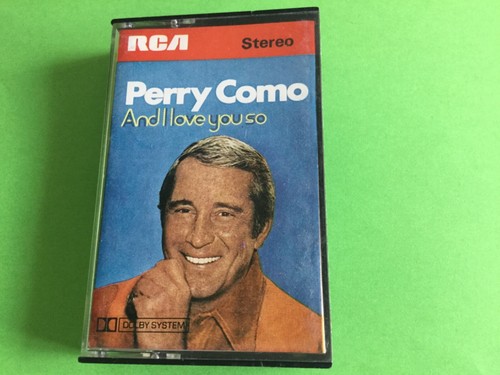 RCA Stereo
Perry Como
And I love you so
DOLBY SYSTEM